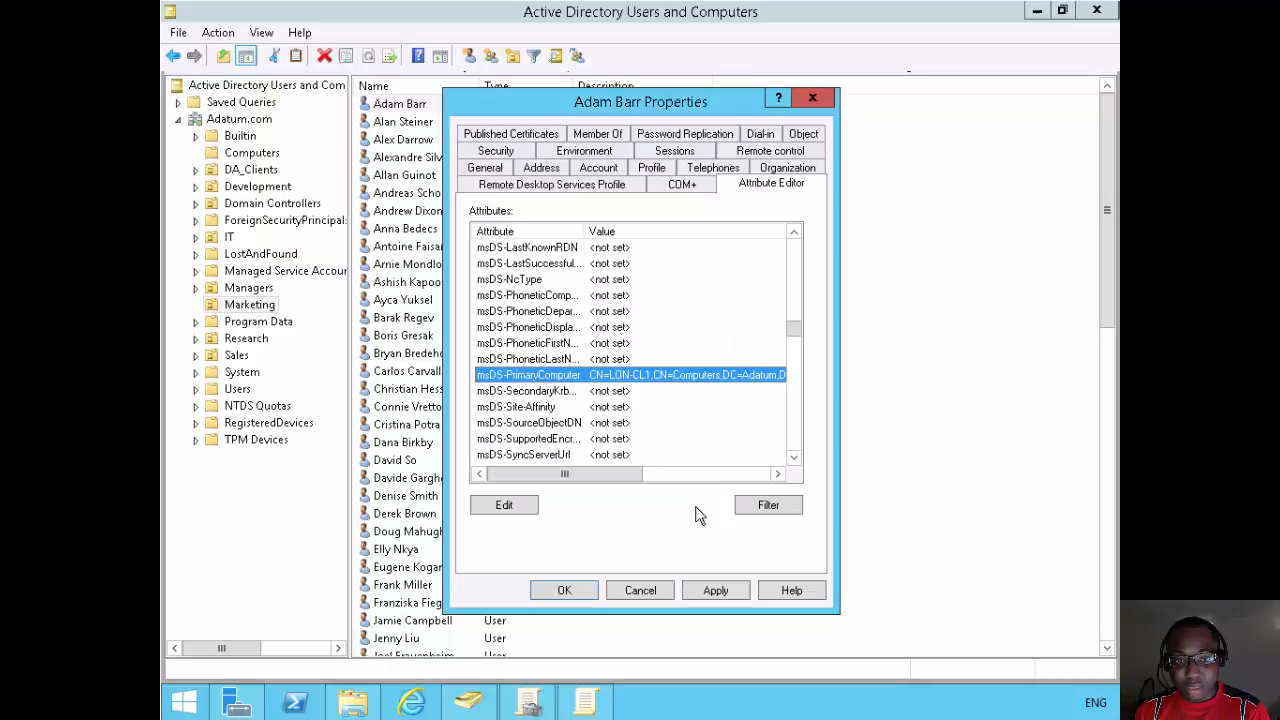 Active Directory Users and Computers
File Action View Help
Active Directory Users and Com
Saved Queries
Adatum.com
Builtin
Computers
DA_Clients
Development
Domain Controllers
ForeignSecurityPrincipal:
IT
LostAndFound
Managed Service Accour
Managers
Marketing
Program Data
Research
Sales
System
Users
NTDS Quotas
RegisteredDevices
TPM Devices
Name Type Description
Adam Barr
Alan Steiner
Alex Darrow
Alexandre Silv
Allan Guinot
Andreas Scho
Andrew Dixon
Anna Bedecs
Antoine Faisar
Arnie Mondlo
Ashish Kapoo
Ayca Yuksel
Barak Regev
Boris Gresak
Bryan Bredeho
Carlos Carvall
Christian Hess
Connie Vretto
Cristina Potra
Dana Birkby
David So
Davide Garghe
Denise Smith
Derek Brown
Doug Mahugh
Elly Nkya
Eugene Kogan
Frank Miller
Franziska Fieg
Jamie Campbell User
Jenny Liu User
User
Adam Barr Properties
? x
Published Certificates Member Of Password Replication Dial-in Object
Security Environment Sessions Remote control
General Address Account Profile Telephones Organization
Remote Desktop Services Profile COM+ Attribute Editor
Attributes:
Attribute Value
msDS-LastKnownRDN <not set>
msDS-LastSuccessful... <not set>
msDS-NcType <not set>
msDS-PhoneticComp... <not set>
msDS-PhoneticDepar... <not set>
msDS-PhoneticDispla... <not set>
msDS-PhoneticFirstN... <not set>
msDS-PhoneticLastN... <not set>
msDS-PrimaryComputer CN=LON-CL1,CN=Computers,DC=Adatum,D
msDS-SecondaryKrb... <not set>
msDS-Site-Affinity <not set>
msDS-SourceObjectDN <not set>
msDS-SupportedEncr... <not set>
msDS-SyncServerUrl <not set>
Edit Filter
OK Cancel Apply Help
ENG